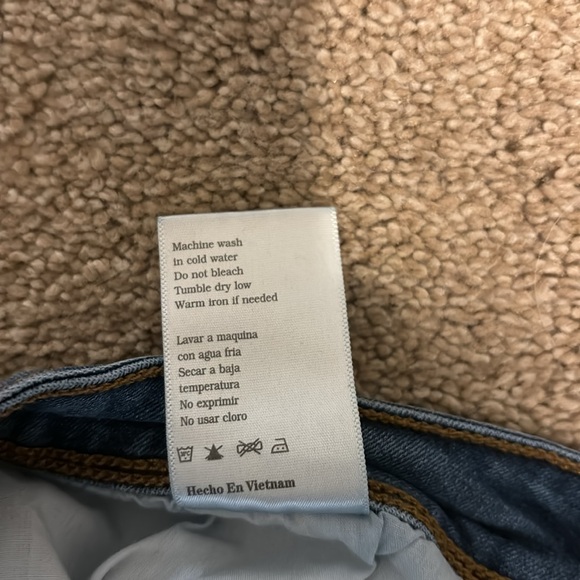 Machine wash
in cold water
Do not bleach
Tumble dry low
Warm iron if needed
Lavar a maquina
con agua fria
Secar a baja
temperatura
No exprimir
No usar cloro
Hecho En Vietnam